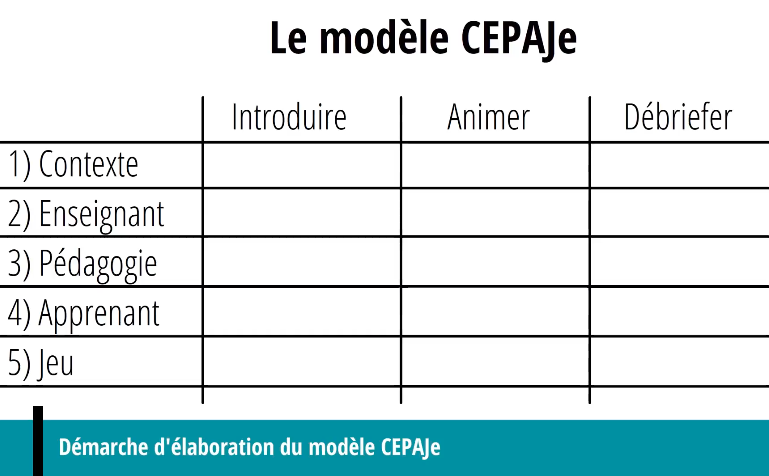 Le modèle CEPAJe
Introduire Animer Débriefer
1) Contexte
2) Enseignant
3) Pédagogie
4) Apprenant
5) Jeu
Démarche d'élaboration du modèle CEPAJe